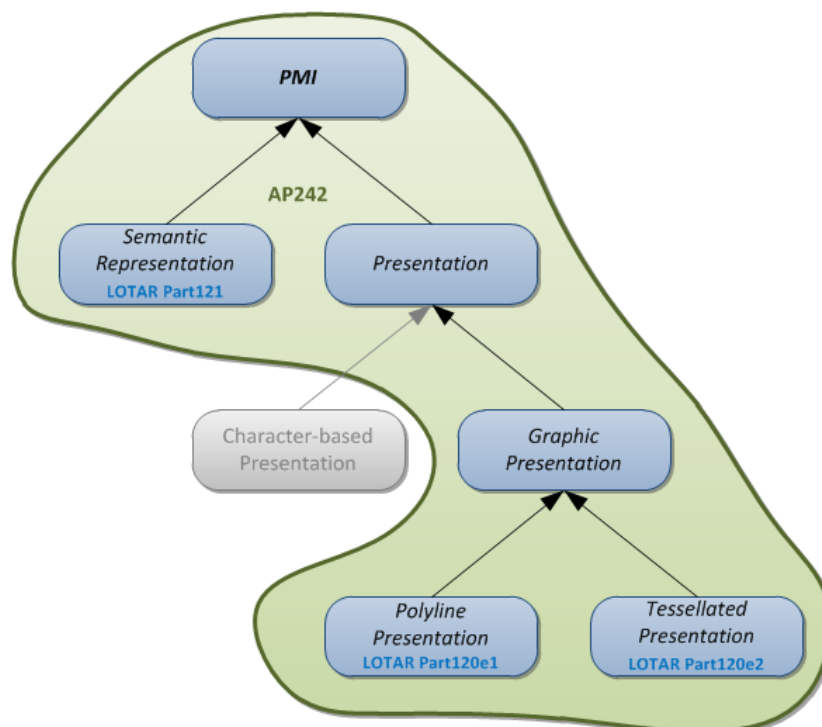 PMI
AP242
Semantic
Representation
LOTAR Part121
Presentation
Character-based
Presentation
Graphic
Presentation
Polyline
Presentation
LOTAR Part120e1
Tessellated
Presentation
LOTAR Part120e2